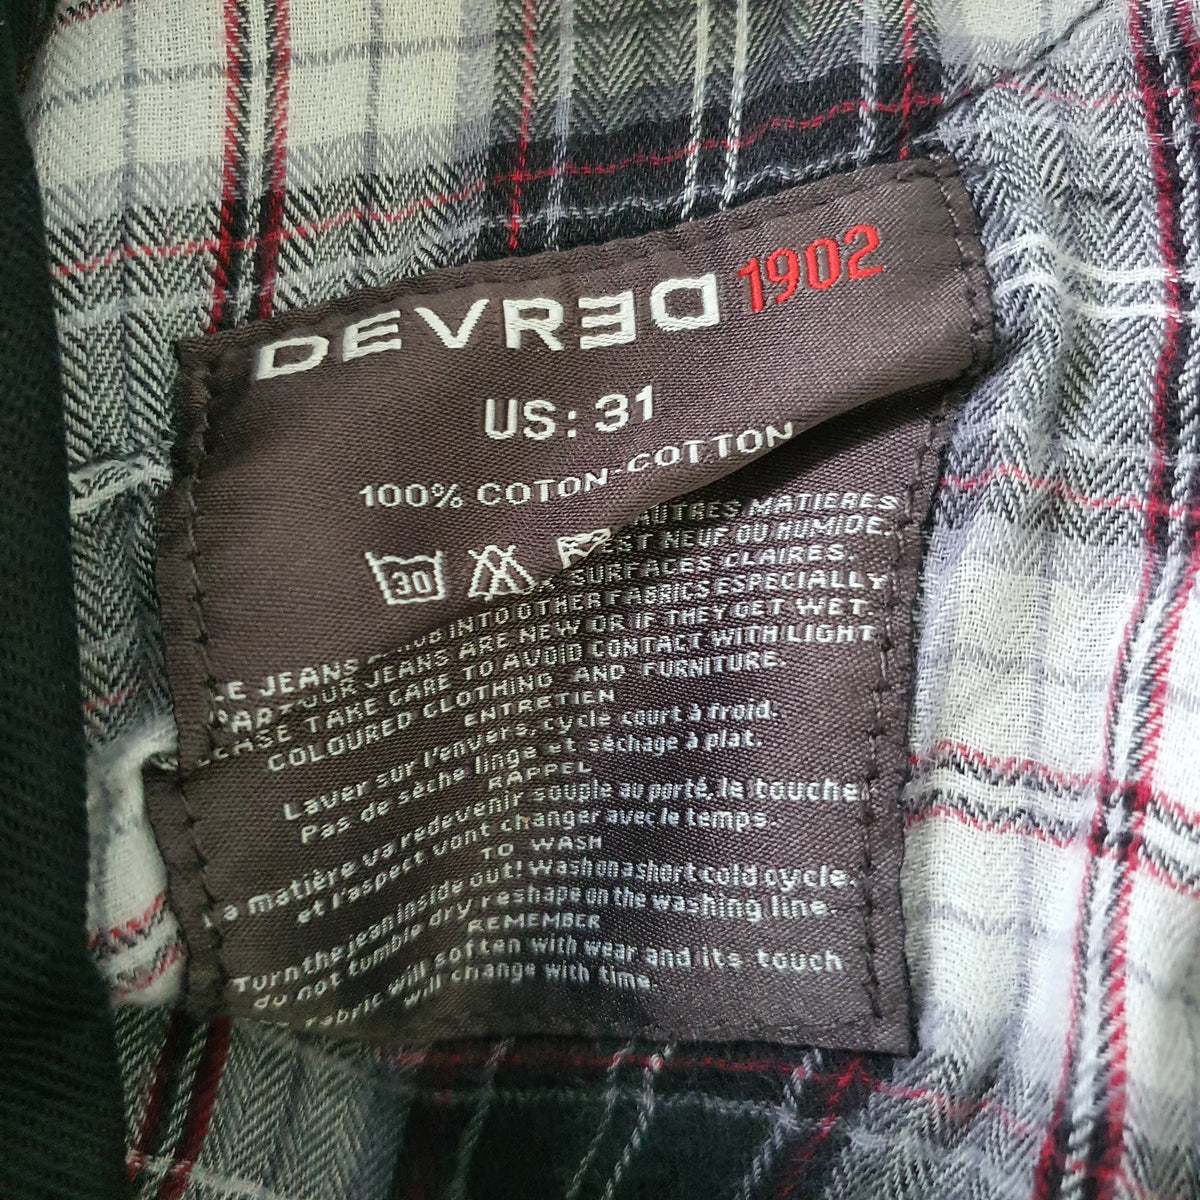 DEVRED 1902
US: 31
100% COTON-COTTON
30
AUTRES MATIERES
EST NEUF OU HUMIDE.
SURFACES CLAIRES.
JEANS INTO OTHER FABRICS ESPECIALLY
YOUR JEANS ARE NEW OR IF THEY GET WET.
TAKE CARE TO AVOID CONTACT WITH LIGHT
COLOURED CLOTHING AND FURNITURE.
ENTRETIEN
Laver sur l'envers, cycle court à froid.
Pas de sèche linge et séchage à plat.
RAPPEL
La matière va redevenir souple au porté, le touche
et l'aspect vont changer avec le temps.
TO WASH
Turn the jean inside out! Wash on a short cold cycle.
do not tumble dry reshape on the washing line.
REMEMBER
fabric will soften with wear and its touch
will change with time.